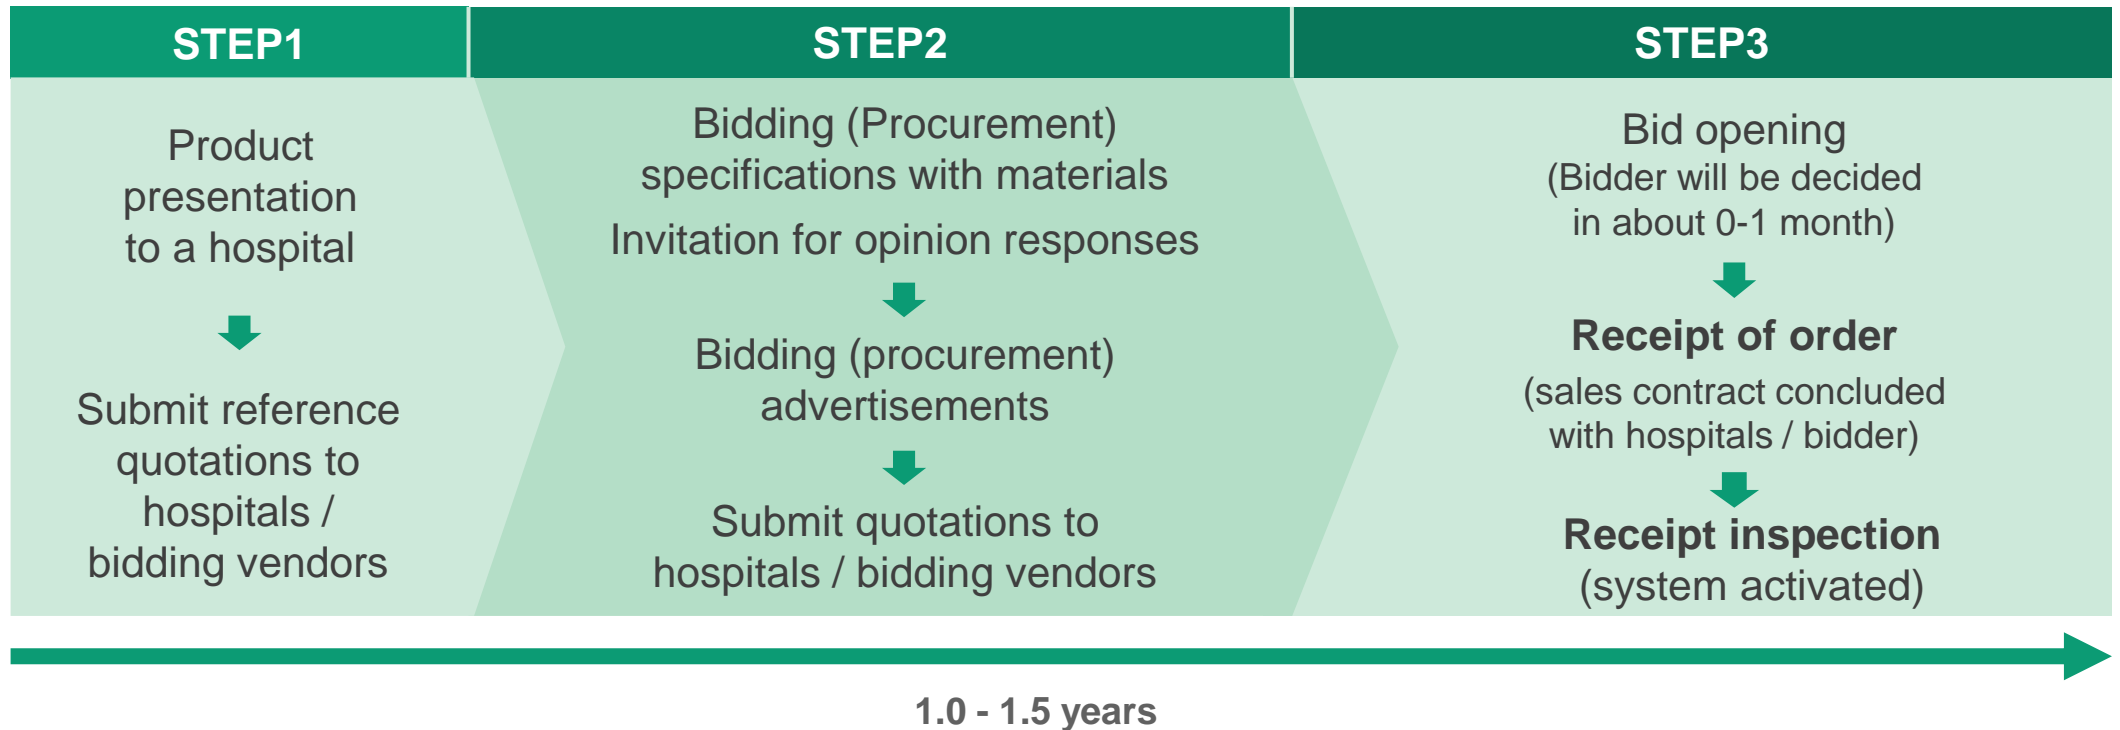 STEP1
Product
presentation
to a hospital
Submit reference
quotations to
hospitals /
bidding vendors
STEP2
Bidding (Procurement)
specifications with materials
Invitation for opinion responses
Bidding (procurement)
advertisements
Submit quotations to
hospitals / bidding vendors
STEP3
Bid opening
(Bidder will be decided
in about 0-1 month)
Receipt of order
(sales contract concluded
with hospitals / bidder)
Receipt inspection
(system activated)
1.0 - 1.5 years